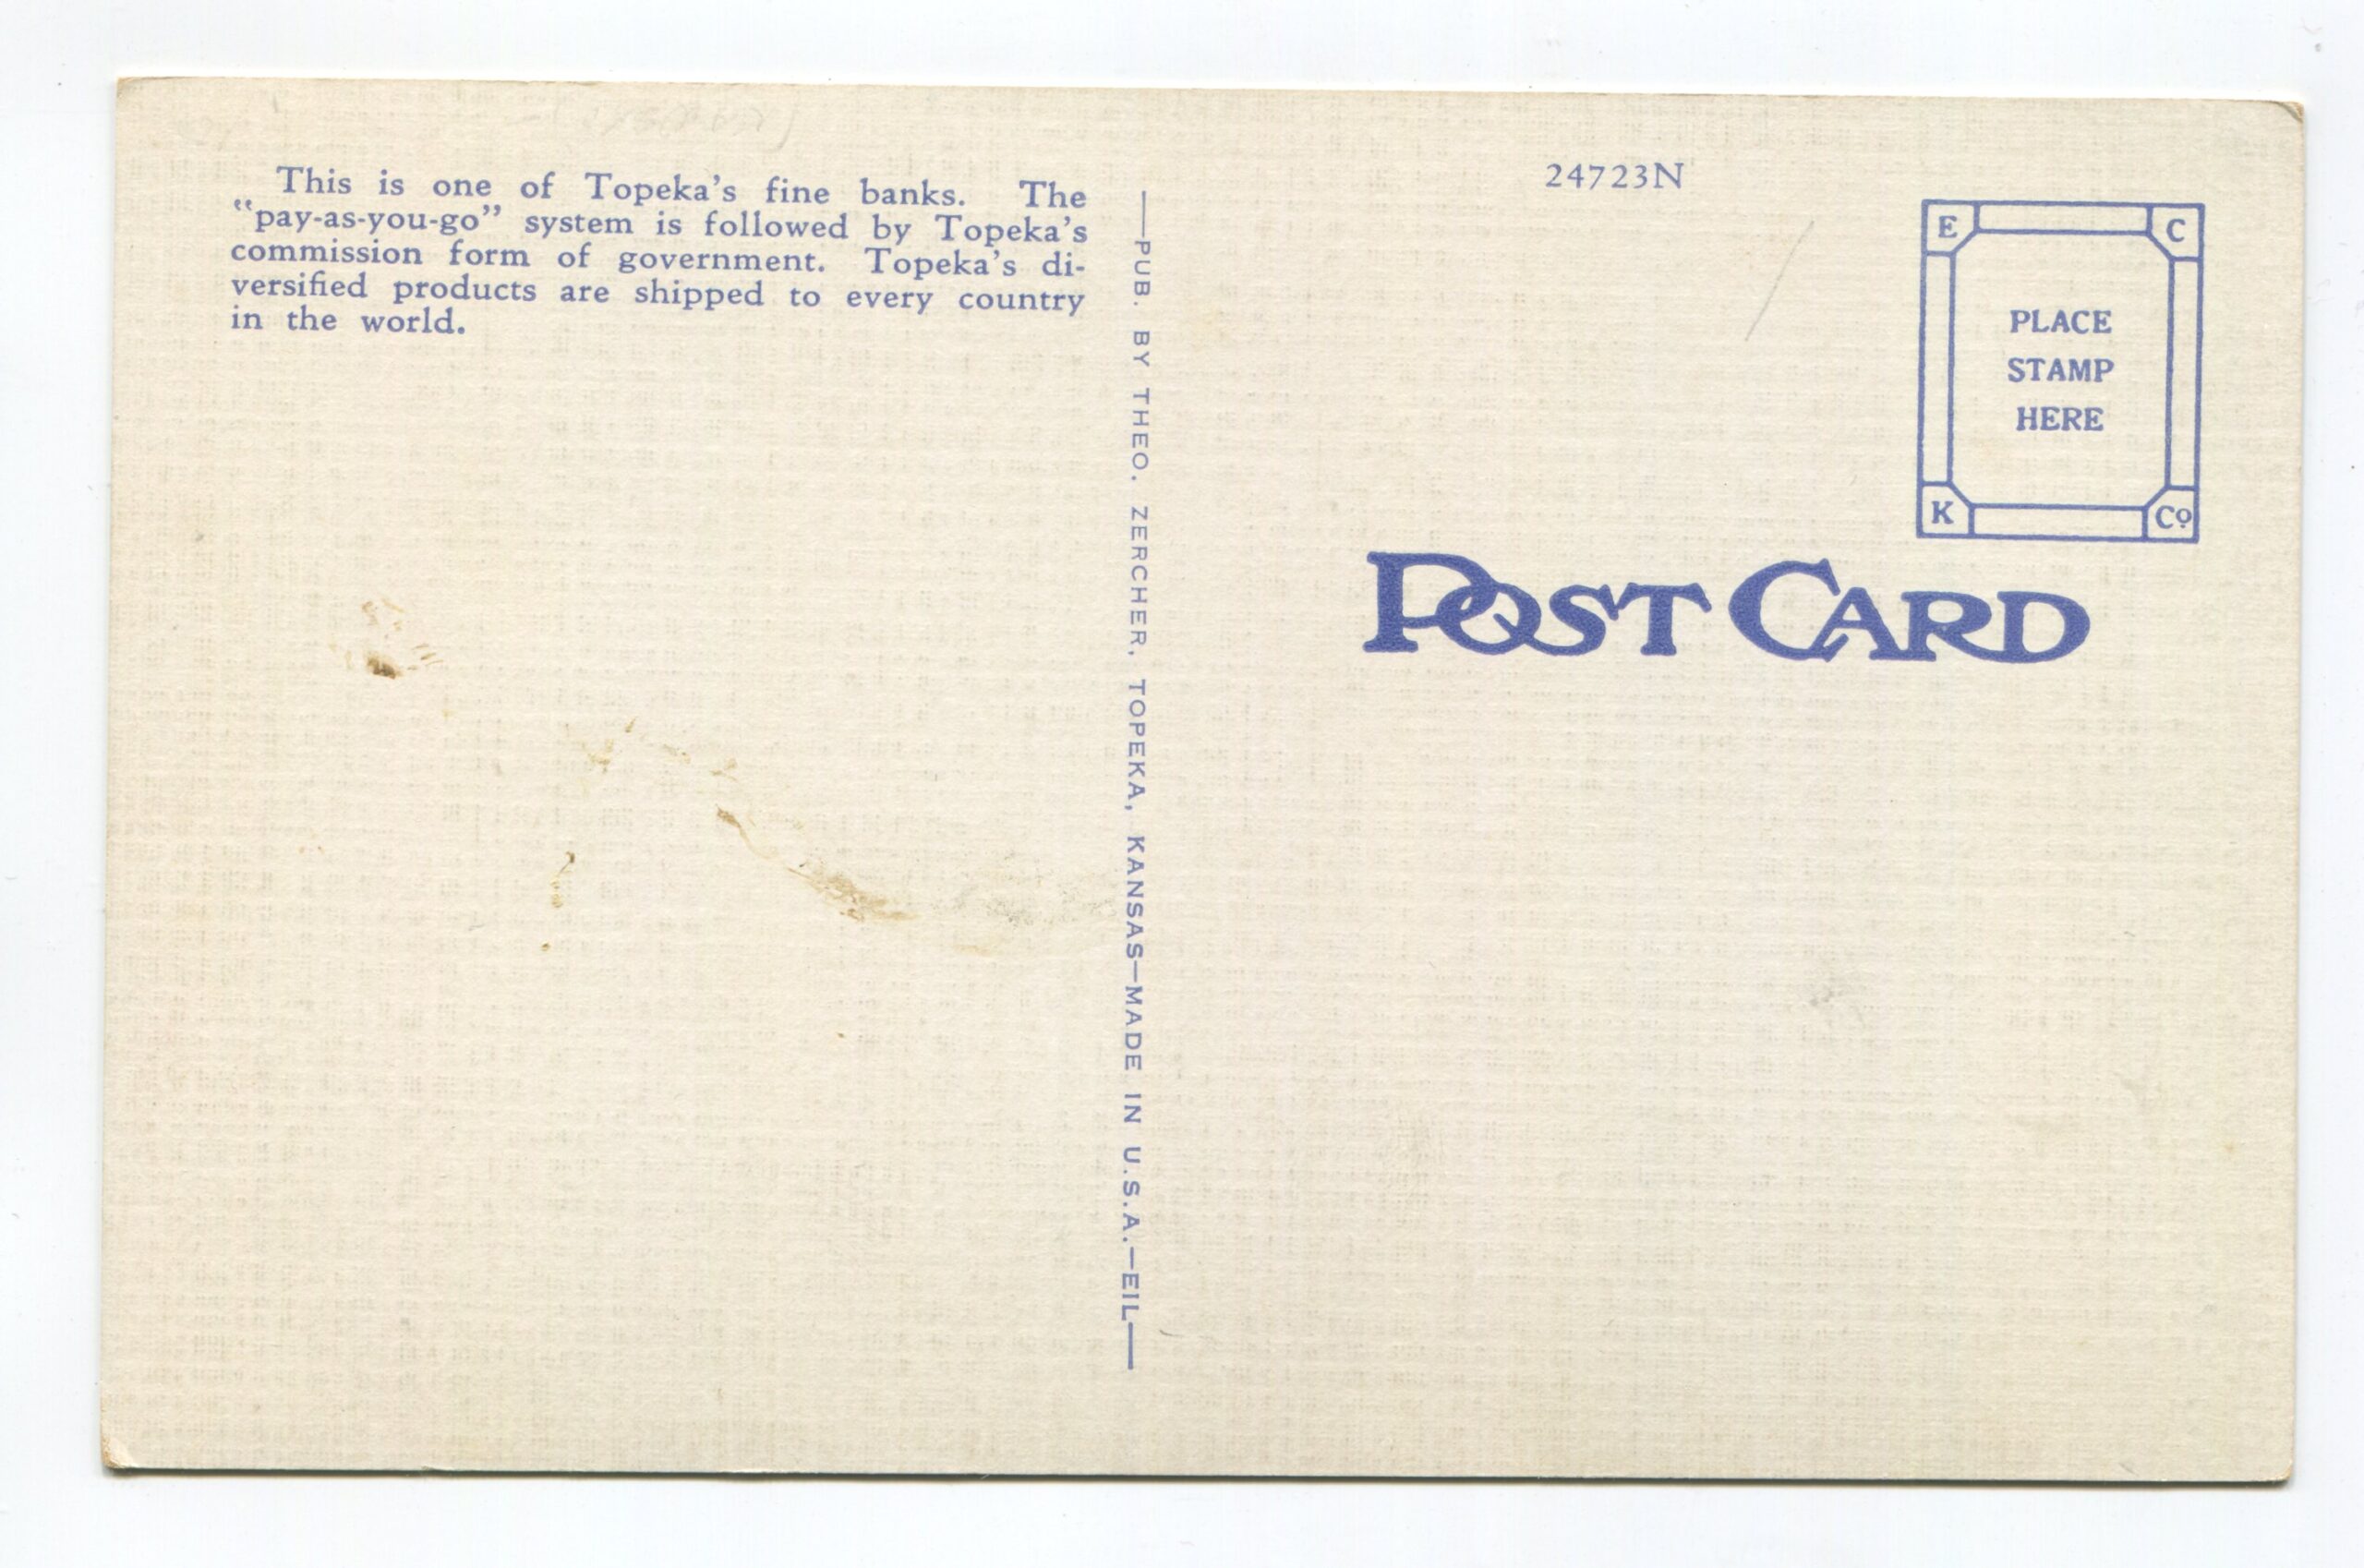 This is one of Topeka's fine banks. The
"pay-as-you-go" system is followed by Topeka's
commission form of government. Topeka's di-
versified products are shipped to every country
in the world.
PUB. BY THEO. ZERCHER, TOPEKA, KANSAS—MADE IN U.S.A.—EIL
24723N
E C
PLACE
STAMP
HERE
K Co
POST CARD